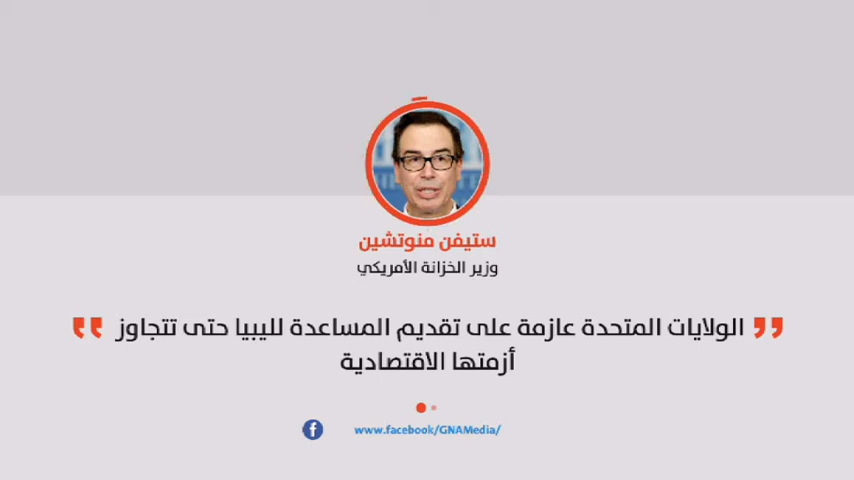 ستيفن منوتشين
وزير الخزانة الأمريكي
الولايات المتحدة عازمة على تقديم المساعدة لليبيا حتى تتجاوز
أزمتها الاقتصادية
www.facebook/GNAMedia/